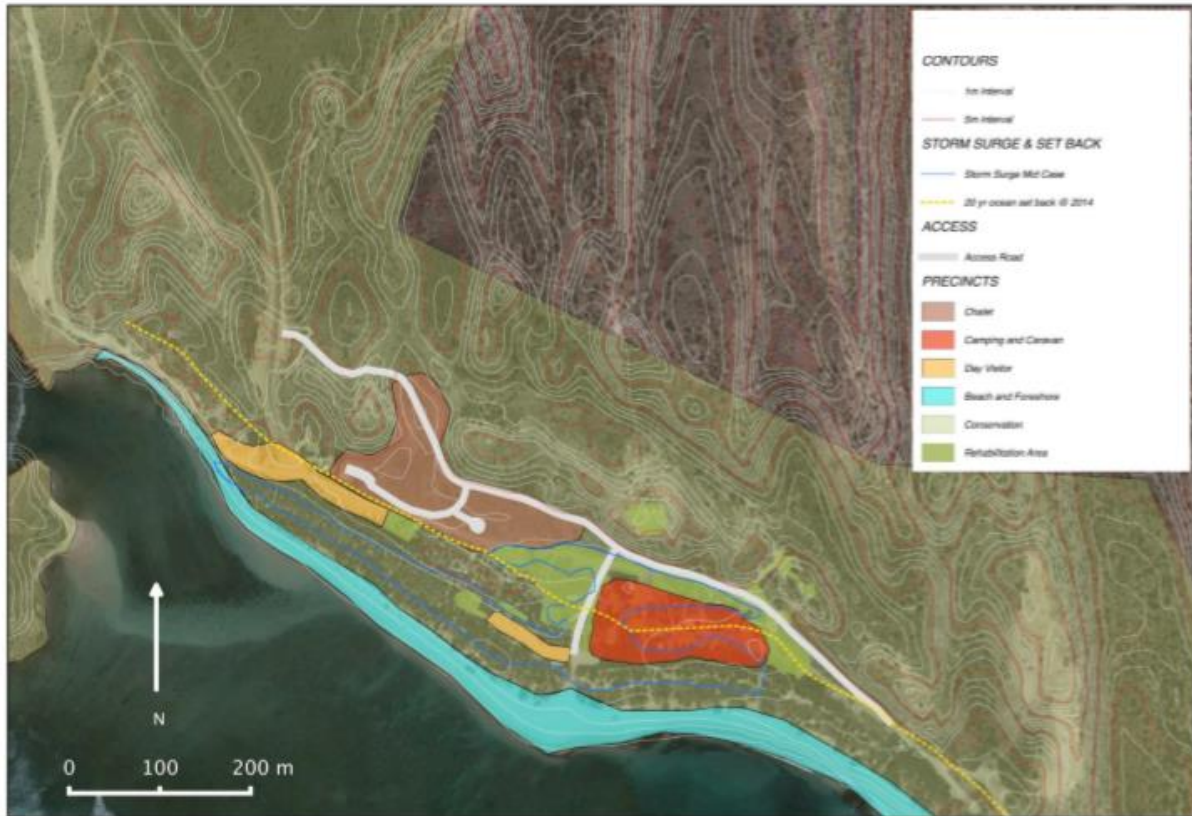 CONTOURS
1m Interval
5m Interval
STORM SURGE & SET BACK
Storm Surge Mid Case
20 yr ocean set back @ 2014
ACCESS
Access Road
PRECINCTS
Chalet
Camping and Caravan
Day Visitor
Beach and Foreshore
Conservation
Rehabilitation Area
N
0 100 200 m